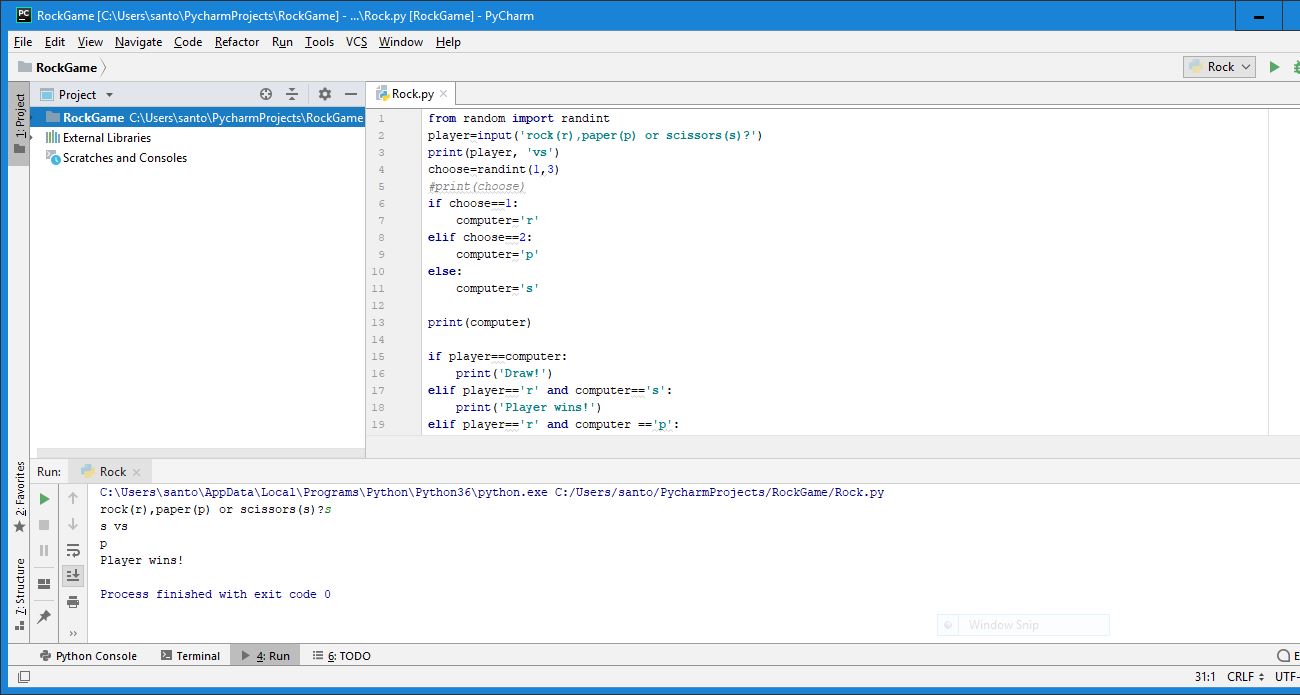 RockGame [C:\Users\santo\PycharmProjects\RockGame] - ...\Rock.py [RockGame] - PyCharm
File Edit View Navigate Code Refactor Run Tools VCS Window Help
RockGame
Rock
1: Project
Project
Rock.py
RockGame C:\Users\santo\PycharmProjects\RockGame
External Libraries
Scratches and Consoles
1 from random import randint
2 player=input('rock(r),paper(p) or scissors(s)?')
3 print(player, 'vs')
4 choose=randint(1,3)
5 #print(choose)
6 if choose==1:
7     computer='r'
8 elif choose==2:
9     computer='p'
10 else:
11     computer='s'
12
13 print(computer)
14
15 if player==computer:
16     print('Draw!')
17 elif player=='r' and computer=='s':
18     print('Player wins!')
19 elif player=='r' and computer =='p':
2: Favorites
7: Structure
Run: Rock
C:\Users\santo\AppData\Local\Programs\Python\Python36\python.exe C:/Users/santo/PycharmProjects/RockGame/Rock.py
rock(r),paper(p) or scissors(s)?s
s vs
p
Player wins!
Process finished with exit code 0
Window Snip
Python Console Terminal 4: Run 6: TODO E
31:1 CRLF UTF-